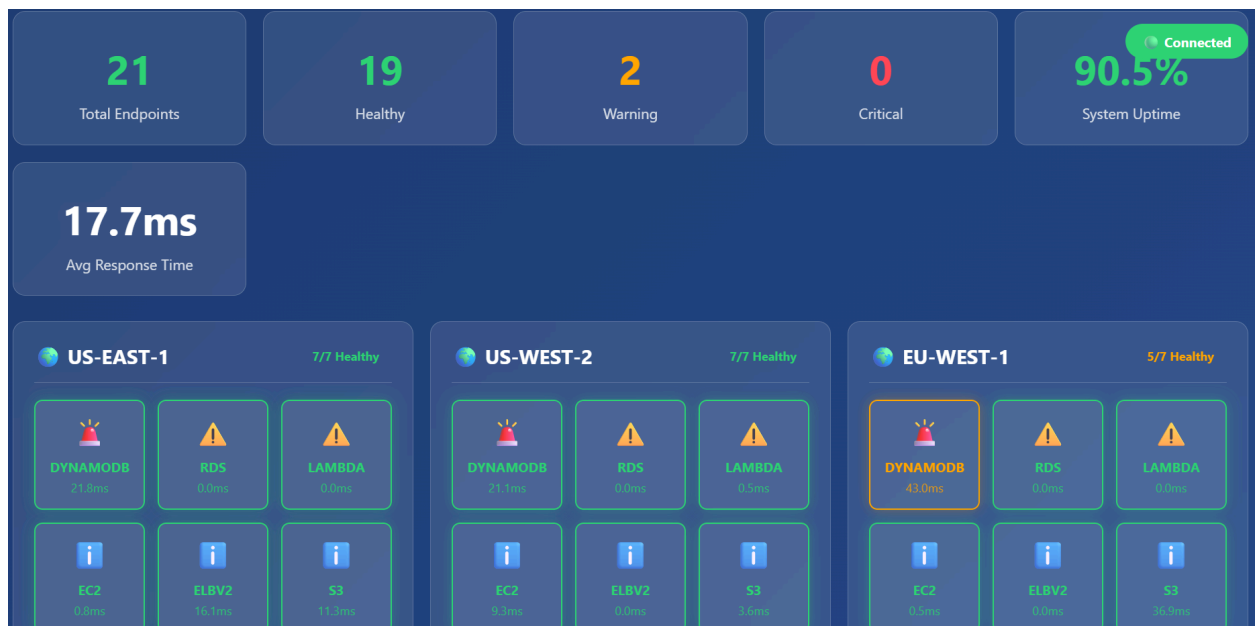 21
Total Endpoints
19
Healthy
2
Warning
0
Critical
Connected
90.5%
System Uptime
17.7ms
Avg Response Time
US-EAST-1 7/7 Healthy
DYNAMODB RDS LAMBDA
21.8ms 0.0ms 0.0ms
EC2 ELBV2 S3
0.8ms 16.1ms 11.3ms
US-WEST-2 7/7 Healthy
DYNAMODB RDS LAMBDA
21.1ms 0.0ms 0.5ms
EC2 ELBV2 S3
9.3ms 0.0ms 3.6ms
EU-WEST-1 5/7 Healthy
DYNAMODB RDS LAMBDA
43.0ms 0.0ms 0.0ms
EC2 ELBV2 S3
0.5ms 0.0ms 36.9ms